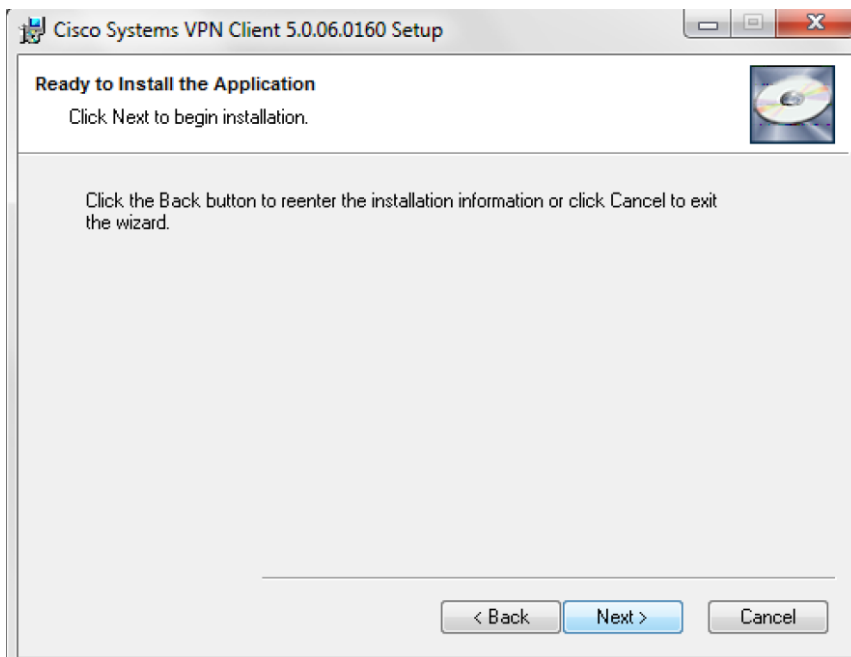 Cisco Systems VPN Client 5.0.06.0160 Setup
Ready to Install the Application
Click Next to begin installation.
Click the Back button to reenter the installation information or click Cancel to exit
the wizard.
< Back
Next >
Cancel